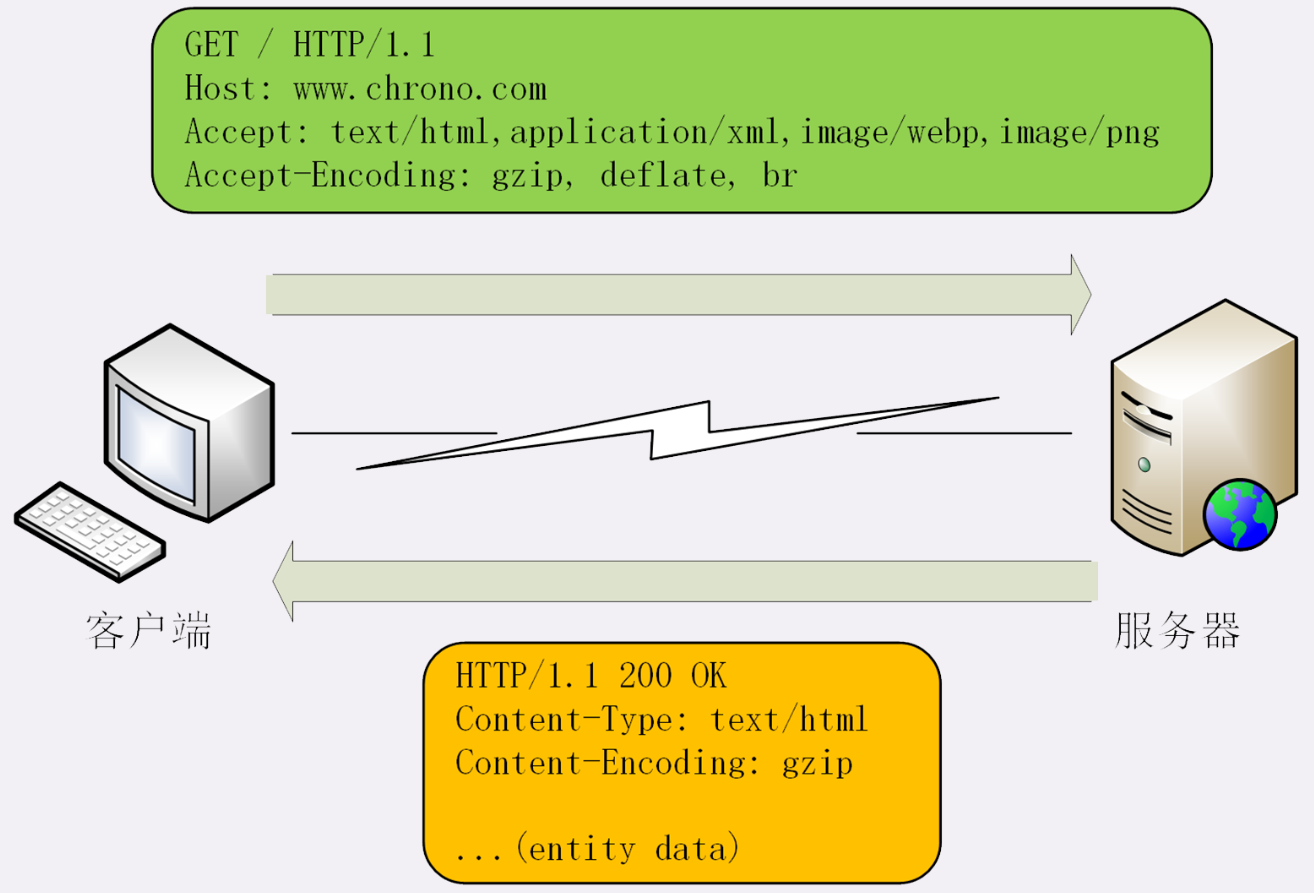 GET / HTTP/1.1
Host: www.chrono.com
Accept: text/html,application/xml,image/webp,image/png
Accept-Encoding: gzip, deflate, br
客户端
服务器
HTTP/1.1 200 OK
Content-Type: text/html
Content-Encoding: gzip
...(entity data)